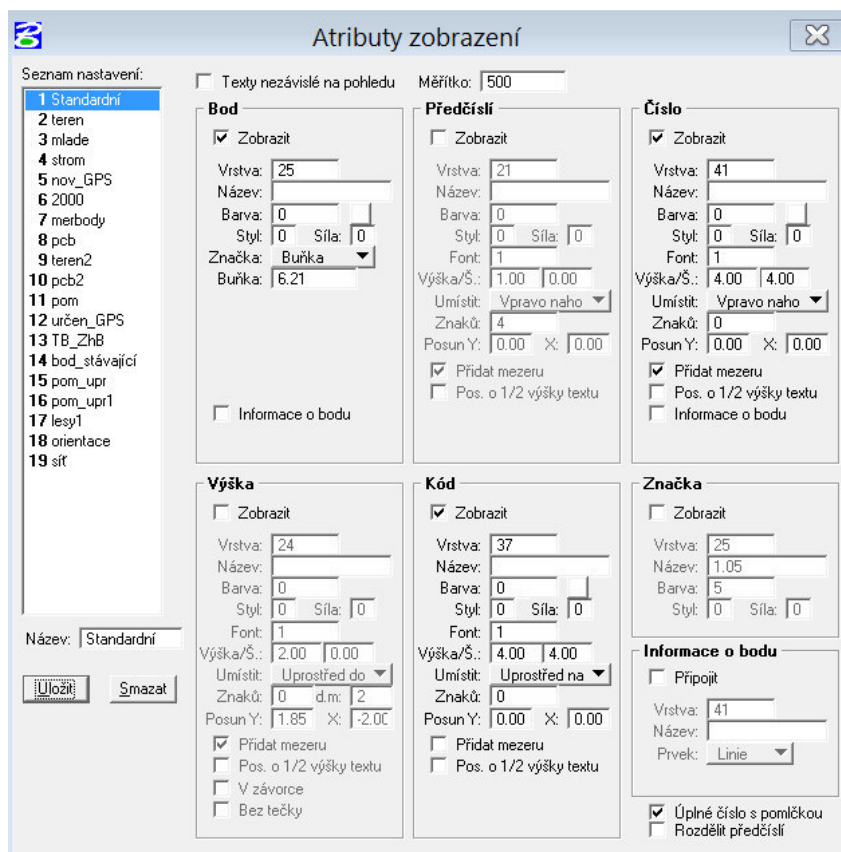 Atributy zobrazení
Seznam nastavení:
1 Standardní
2 teren
3 mlade
4 strom
5 nov_GPS
6 2000
7 merbody
8 pcb
9 teren2
10 pcb2
11 pom
12 určen_GPS
13 TB_ZhB
14 bod_stávající
15 pom_upr
16 pom_upr1
17 lesy1
18 orientace
19 síť
Název: Standardní
Uložit Smazat
Texty nezávislé na pohledu Měřítko: 500
Bod
Zobrazit
Vrstva: 25
Název:
Barva: 0
Styl: 0 Síla: 0
Značka: Buňka
Buňka: 6.21
Informace o bodu
Předčíslí
Zobrazit
Vrstva: 21
Název:
Barva: 0
Styl: 0 Síla: 0
Font: 1
Výška/Š.: 1.00 0.00
Umístit: Vpravo naho
Znaků: 4
Posun Y: 0.00 X: 0.00
Přidat mezeru
Pos. o 1/2 výšky textu
Číslo
Zobrazit
Vrstva: 41
Název:
Barva: 0
Styl: 0 Síla: 0
Font: 1
Výška/Š.: 4.00 4.00
Umístit: Vpravo naho
Znaků: 0
Posun Y: 0.00 X: 0.00
Přidat mezeru
Pos. o 1/2 výšky textu
Informace o bodu
Výška
Zobrazit
Vrstva: 24
Název:
Barva: 0
Styl: 0 Síla: 0
Font: 1
Výška/Š.: 2.00 0.00
Umístit: Uprostřed do
Znaků: 0 d.m: 2
Posun Y: 1.85 X: -2.00
Přidat mezeru
Pos. o 1/2 výšky textu
V závorce
Bez tečky
Kód
Zobrazit
Vrstva: 37
Název:
Barva: 0
Styl: 0 Síla: 0
Font: 1
Výška/Š.: 4.00 4.00
Umístit: Uprostřed na
Znaků: 0
Posun Y: 0.00 X: 0.00
Přidat mezeru
Pos. o 1/2 výšky textu
Značka
Zobrazit
Vrstva: 25
Název: 1.05
Barva: 5
Styl: 0 Síla: 0
Informace o bodu
Připojit
Vrstva: 41
Název:
Prvek: Linie
Úplné číslo s pomlčkou
Rozdělit předčíslí